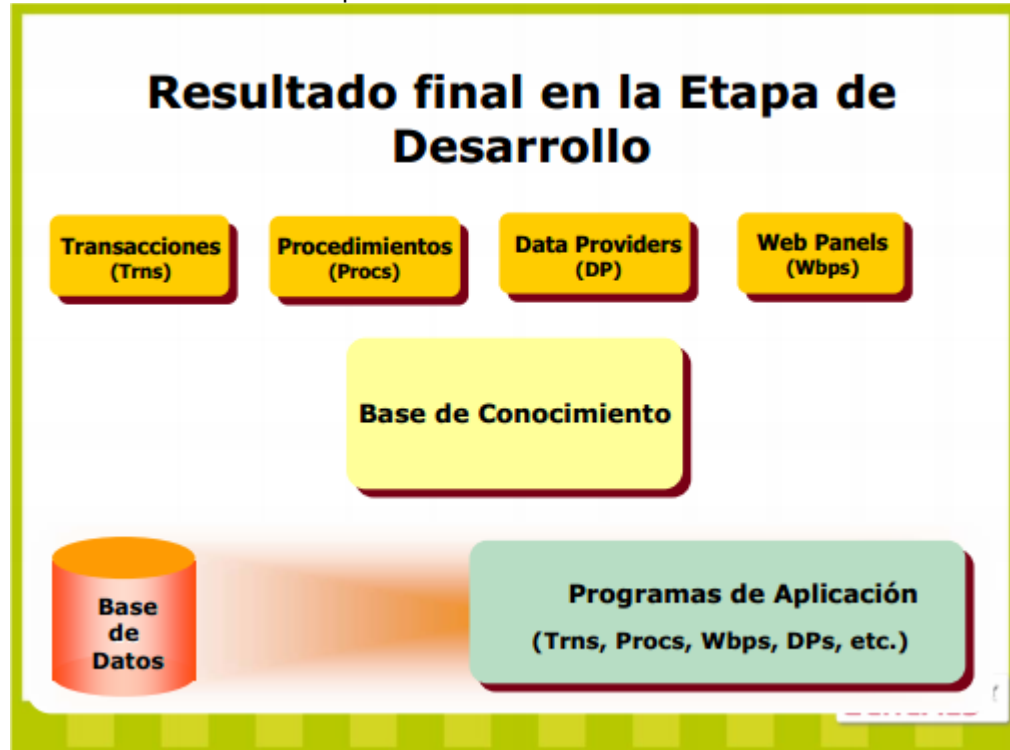 Resultado final en la Etapa de
Desarrollo
Transacciones
(Trns)
Procedimientos
(Procs)
Data Providers
(DP)
Web Panels
(Wbps)
Base de Conocimiento
Base
de
Datos
Programas de Aplicación
(Trns, Procs, Wbps, DPs, etc.)